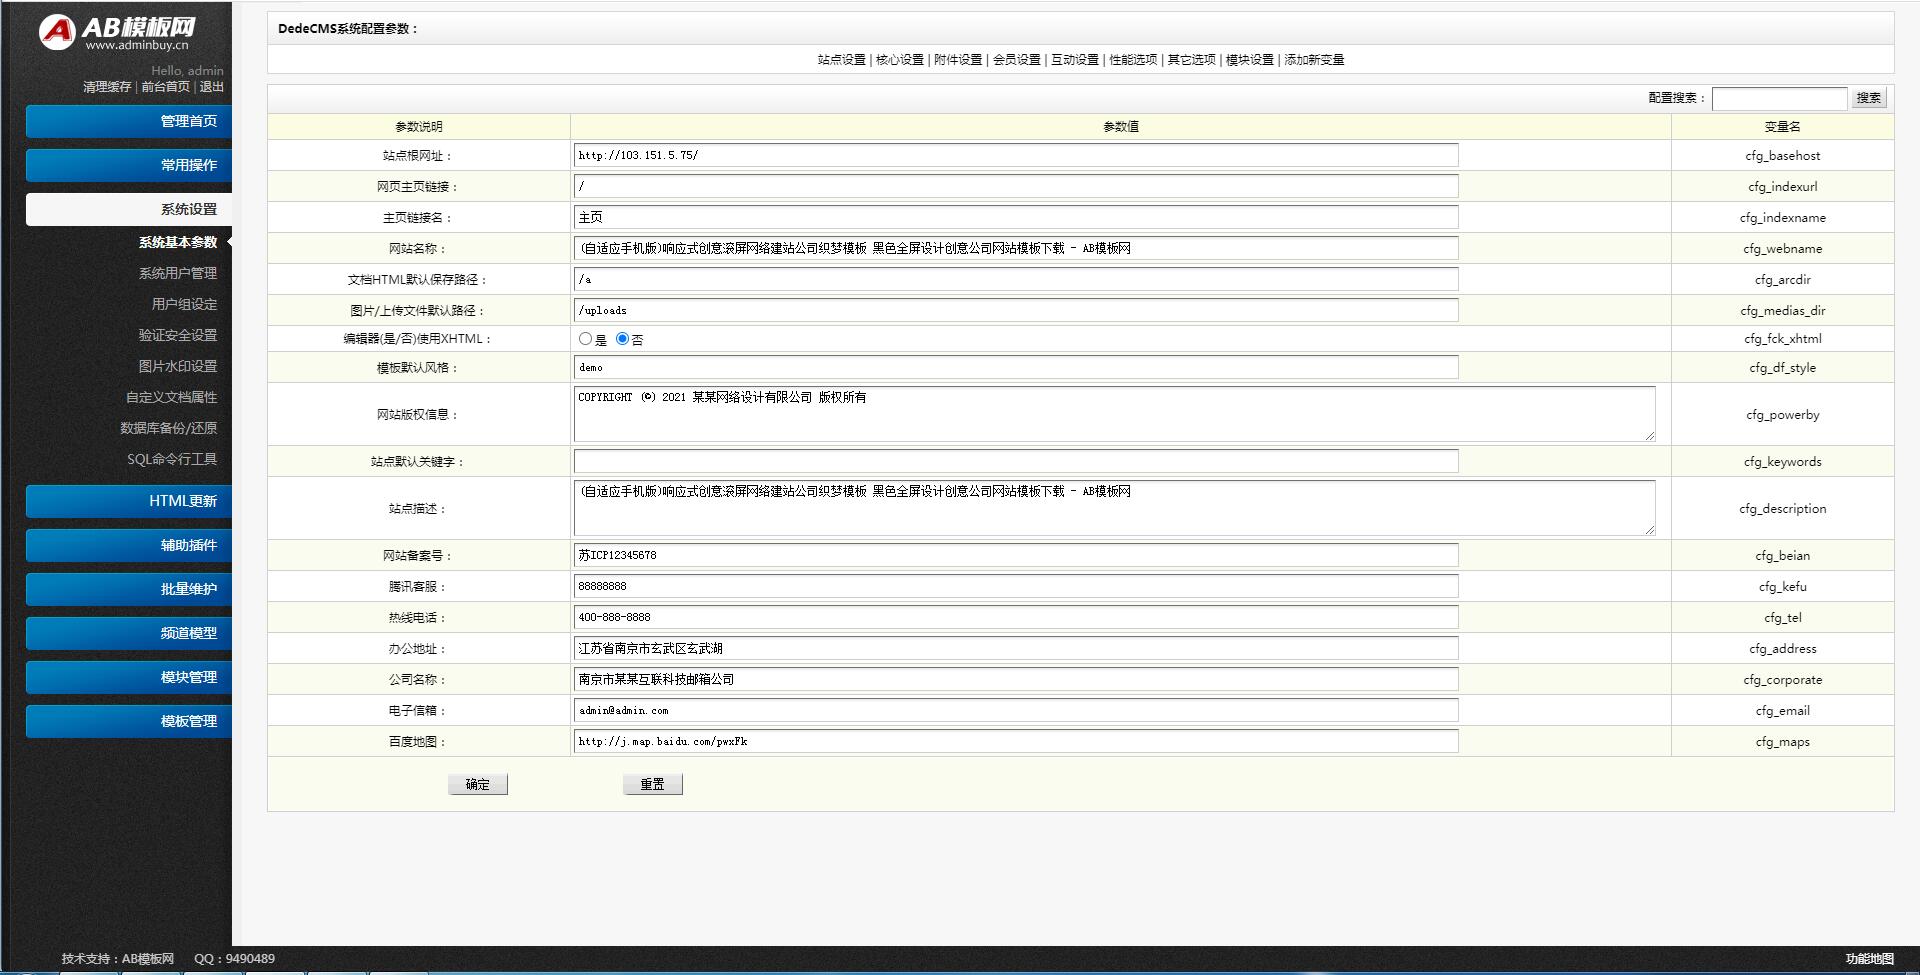 AB模板网
www.adminbuy.cn
Hello, admin
清理缓存 | 前台首页 | 退出
管理首页
常用操作
系统设置
系统基本参数
系统用户管理
用户组设定
验证安全设置
图片水印设置
自定义文档属性
数据库备份/还原
SQL命令行工具
HTML更新
辅助插件
批量维护
频道模型
模块管理
模板管理
DedeCMS系统配置参数：
站点设置 | 核心设置 | 附件设置 | 会员设置 | 互动设置 | 性能选项 | 其它选项 | 模块设置 | 添加新变量
配置搜索： 搜索
参数说明 参数值 变量名
站点根网址： http://103.151.5.75/ cfg_basehost
网页主页链接： / cfg_indexurl
主页链接名： 主页 cfg_indexname
网站名称： (自适应手机版)响应式创意滚屏网络建站公司织梦模板 黑色全屏设计创意公司网站模板下载 - AB模板网 cfg_webname
文档HTML默认保存路径： /a cfg_arcdir
图片/上传文件默认路径： /uploads cfg_medias_dir
编辑器(是/否)使用XHTML： 是 否 cfg_fck_xhtml
模板默认风格： demo cfg_df_style
网站版权信息： COPYRIGHT (©) 2021 某某网络设计有限公司 版权所有 cfg_powerby
站点默认关键字： cfg_keywords
站点描述： (自适应手机版)响应式创意滚屏网络建站公司织梦模板 黑色全屏设计创意公司网站模板下载 - AB模板网 cfg_description
网站备案号： 苏ICP12345678 cfg_beian
腾讯客服： 88888888 cfg_kefu
热线电话： 400-888-8888 cfg_tel
办公地址： 江苏省南京市玄武区玄武湖 cfg_address
公司名称： 南京市某某互联科技邮箱公司 cfg_corporate
电子信箱： admin@admin.com cfg_email
百度地图： http://j.map.baidu.com/pwxFk cfg_maps
确定 重置
技术支持：AB模板网 QQ：9490489 功能地图